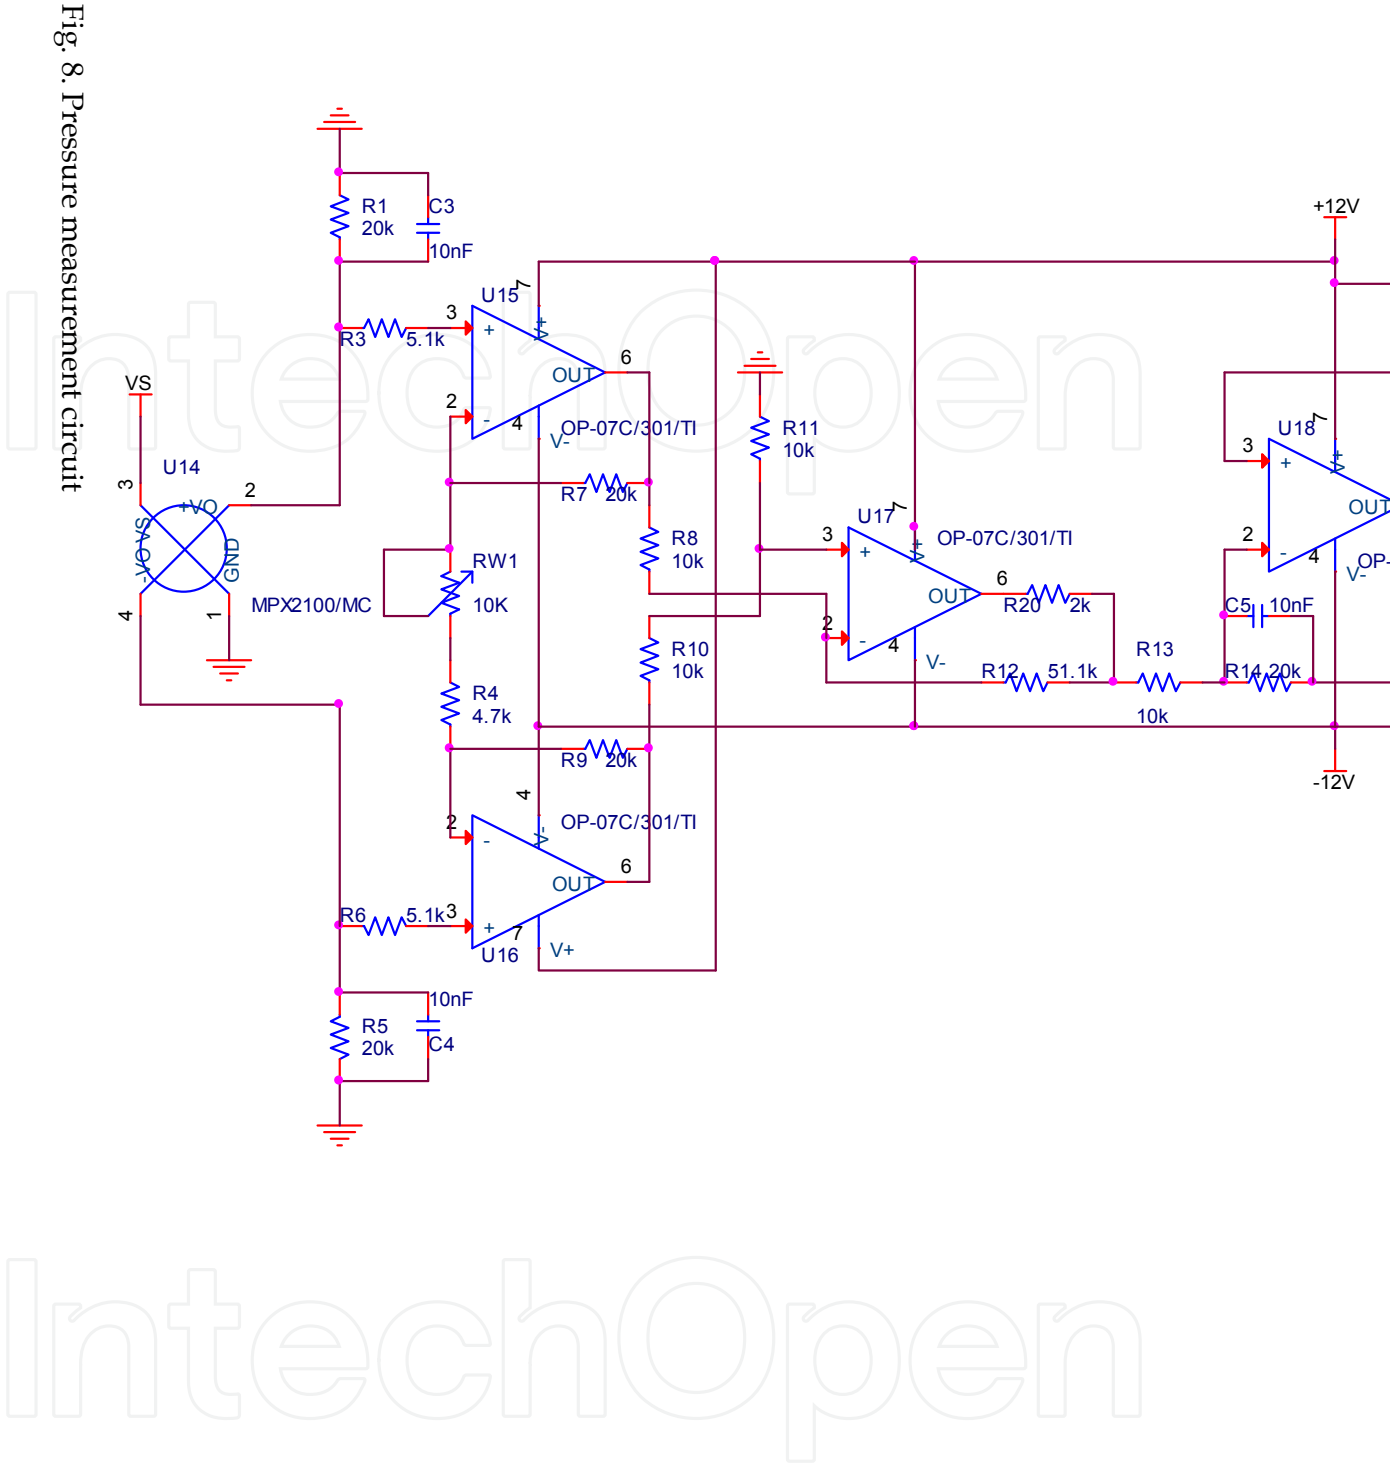 Fig. 8. Pressure measurement circuit
R1
20k
C3
10nF
+12V
U15
7
3
+
V+
R3
5.1k
6
OUT
2
-
4
V-
OP-07C/301/TI
VS
U14
3
2
+VO
VS
-VO
GND
4
1
MPX2100/MC
R7
20k
R8
10k
RW1
10K
R11
10k
U17
7
3
+
V+
OP-07C/301/TI
6
OUT
R20
2k
2
-
4
V-
R10
10k
R4
4.7k
R12
51.1k
R13
10k
U18
7
3
+
V+
OUT
2
-
4
V-
OP-
C5
10nF
R14
20k
-12V
R9
20k
4
2
-
V-
OP-07C/301/TI
6
OUT
R6
5.1k
3
+
7
U16
V+
10nF
R5
20k
C4
IntechOpen
IntechOpen